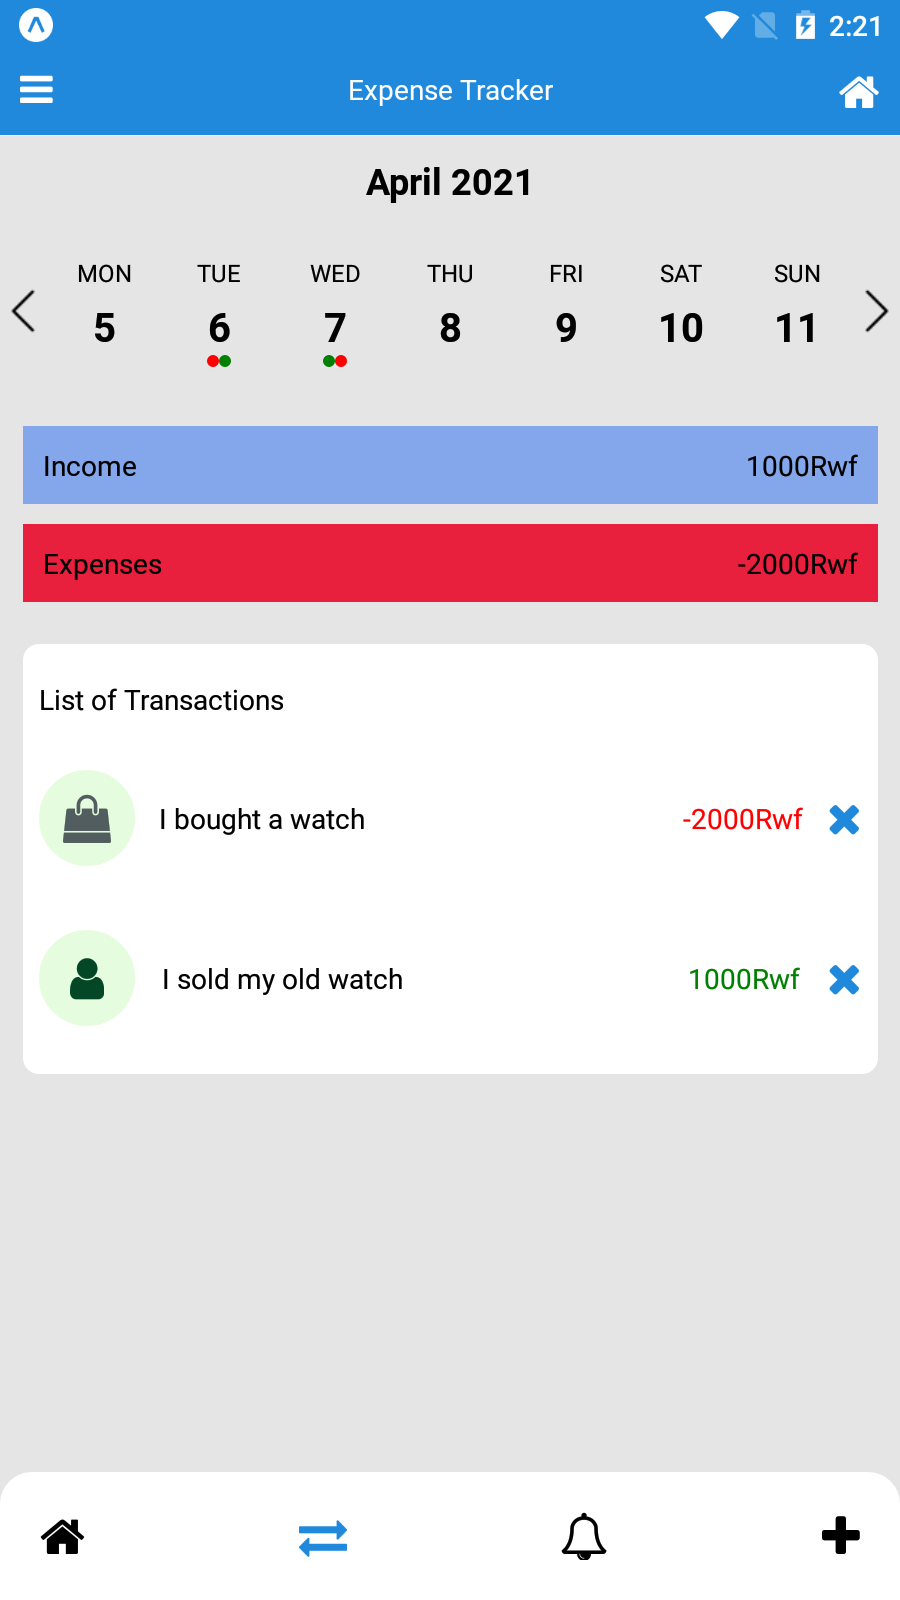 2:21
Expense Tracker
April 2021
MON TUE WED THU FRI SAT SUN
5 6 7 8 9 10 11
Income 1000Rwf
Expenses -2000Rwf
List of Transactions
I bought a watch -2000Rwf
I sold my old watch 1000Rwf